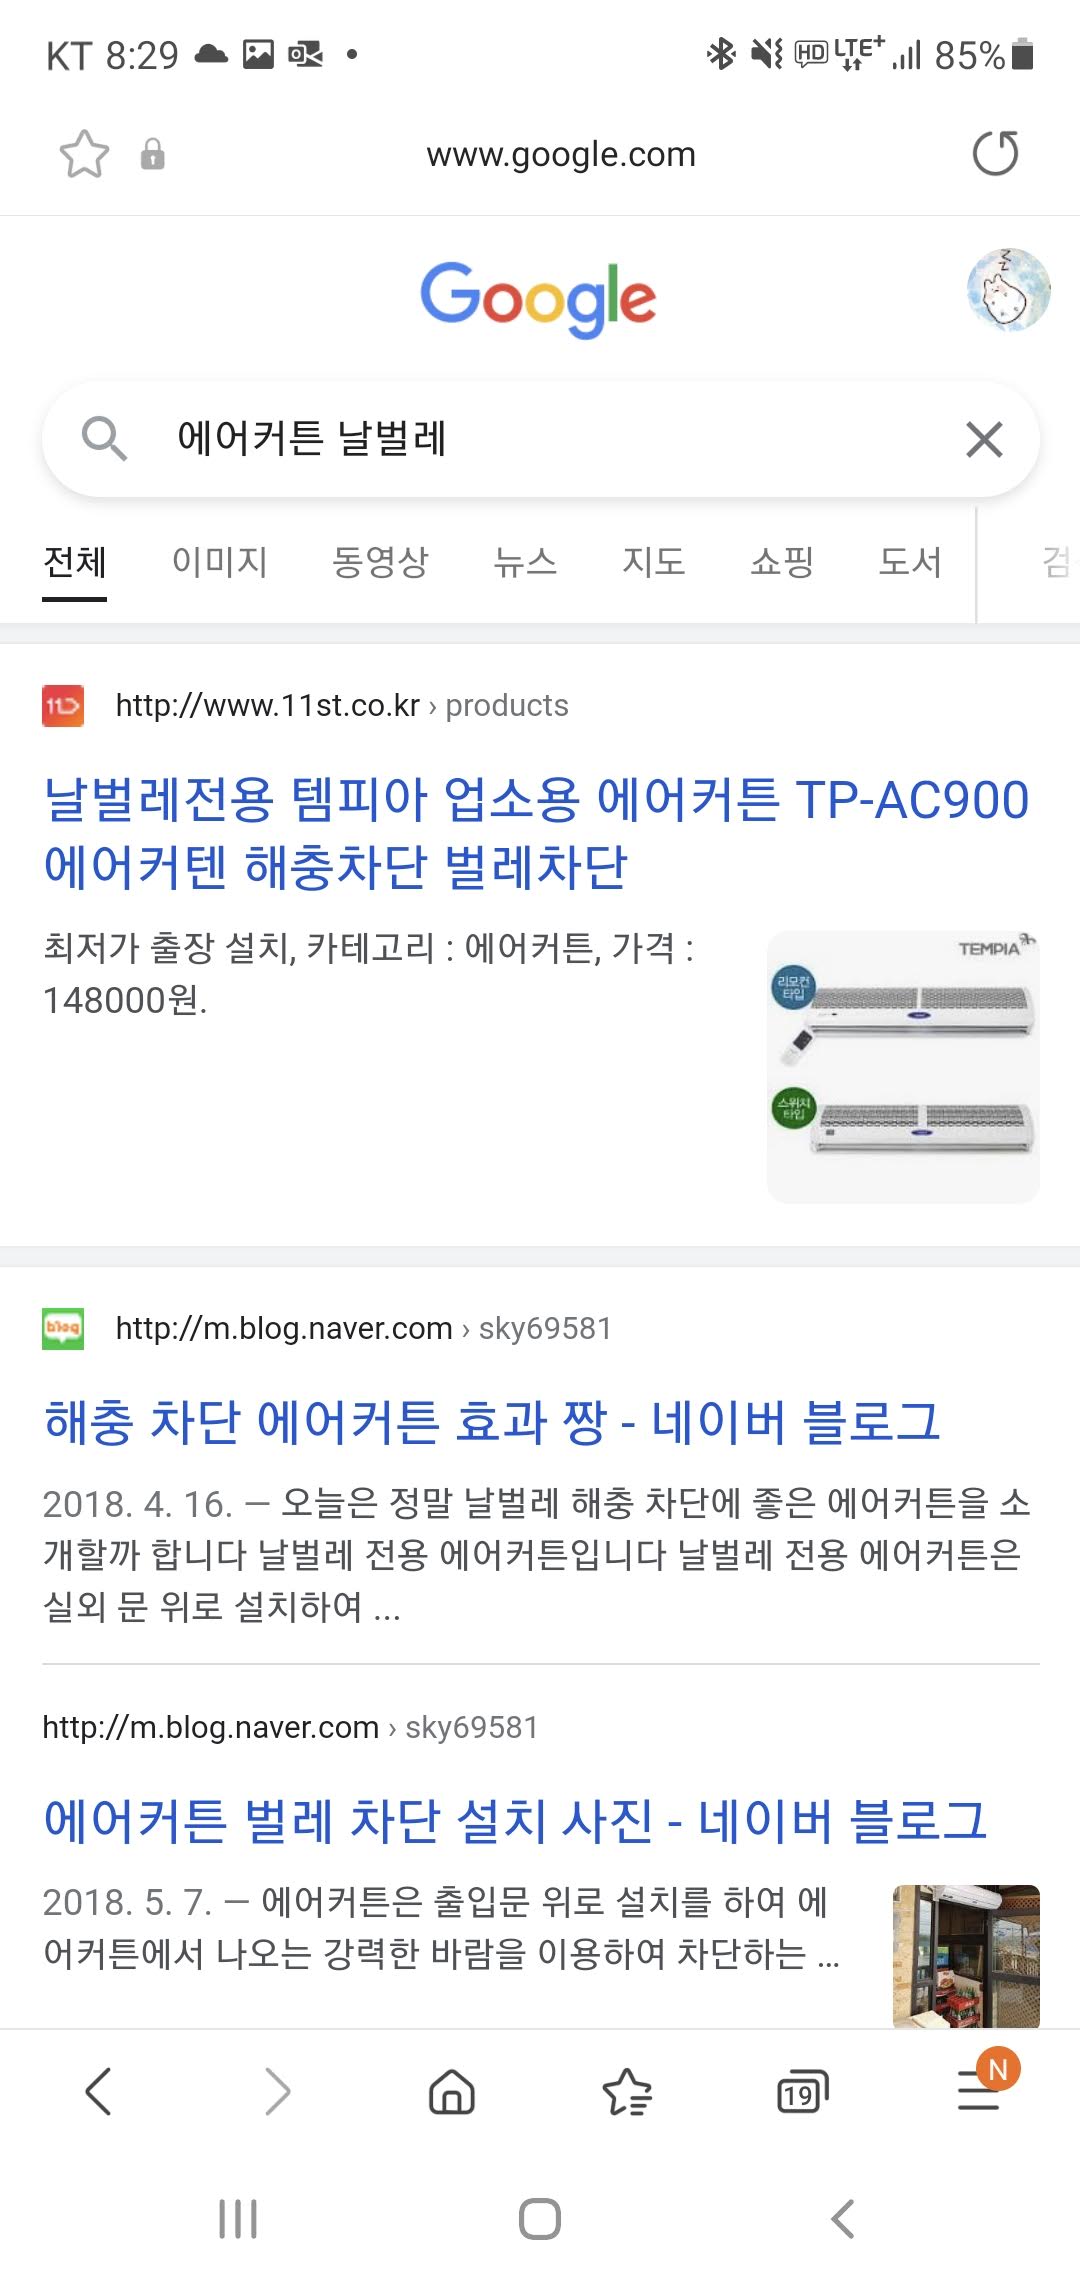 KT 8:29
HD LTE+ 85%
www.google.com
Google
에어커튼 날벌레
전체 이미지 동영상 뉴스 지도 쇼핑 도서
11
http://www.11st.co.kr › products
날벌레전용 템피아 업소용 에어커튼 TP-AC900
에어커텐 해충차단 벌레차단
최저가 출장 설치, 카테고리 : 에어커튼, 가격 :
148000원.
TEMPIA
리모컨
타입
스위치
타입
blog
http://m.blog.naver.com › sky69581
해충 차단 에어커튼 효과 짱 - 네이버 블로그
2018. 4. 16. — 오늘은 정말 날벌레 해충 차단에 좋은 에어커튼을 소
개할까 합니다 날벌레 전용 에어커튼입니다 날벌레 전용 에어커튼은
실외 문 위로 설치하여 ...
http://m.blog.naver.com › sky69581
에어커튼 벌레 차단 설치 사진 - 네이버 블로그
2018. 5. 7. — 에어커튼은 출입문 위로 설치를 하여 에
어커튼에서 나오는 강력한 바람을 이용하여 차단하는 ...
19
N